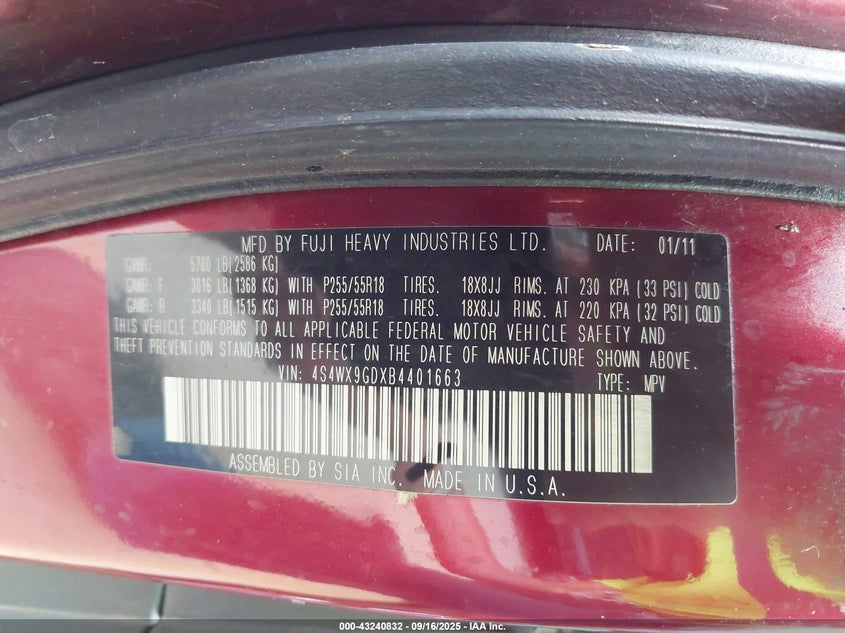 MFD BY FUJI HEAVY INDUSTRIES LTD. DATE: 01/11
GVWR: 5700 LB(2586 KG)
GAWR: F 3016 LB(1368 KG) WITH P255/55R18 TIRES. 18X8JJ RIMS. AT 230 KPA (33 PSI) COLD
GAWR: R 3340 LB(1515 KG) WITH P255/55R18 TIRES. 18X8JJ RIMS. AT 220 KPA (32 PSI) COLD
THIS VEHICLE CONFORMS TO ALL APPLICABLE FEDERAL MOTOR VEHICLE SAFETY AND
THEFT PREVENTION STANDARDS IN EFFECT ON THE DATE OF MANUFACTURE SHOWN ABOVE.
VIN: 4S4WX9GDXB4401663 TYPE: MPV
ASSEMBLED BY SIA INC. MADE IN U.S.A.
000-43240832 - 09/16/2025 - IAA Inc.